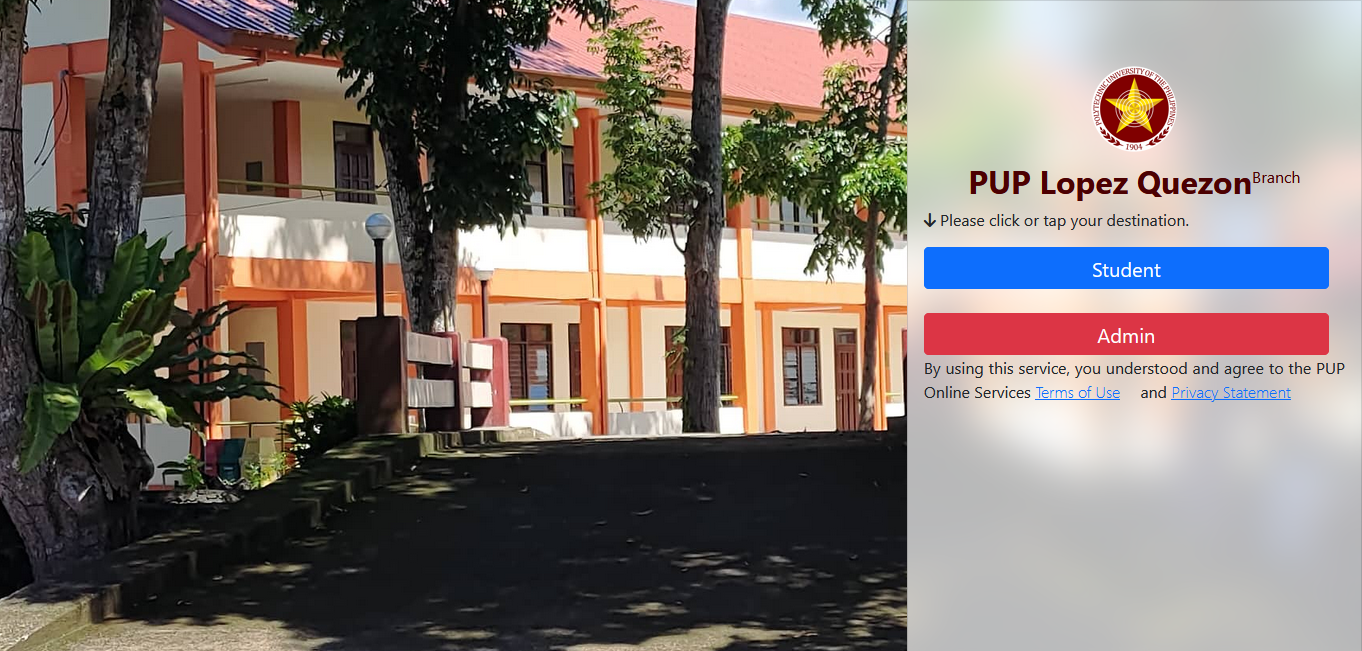 POLYTECHNIC UNIVERSITY OF THE PHILIPPINES
1904
PUP Lopez Quezon Branch
Please click or tap your destination.
Student
Admin
By using this service, you understood and agree to the PUP
Online Services Terms of Use and Privacy Statement